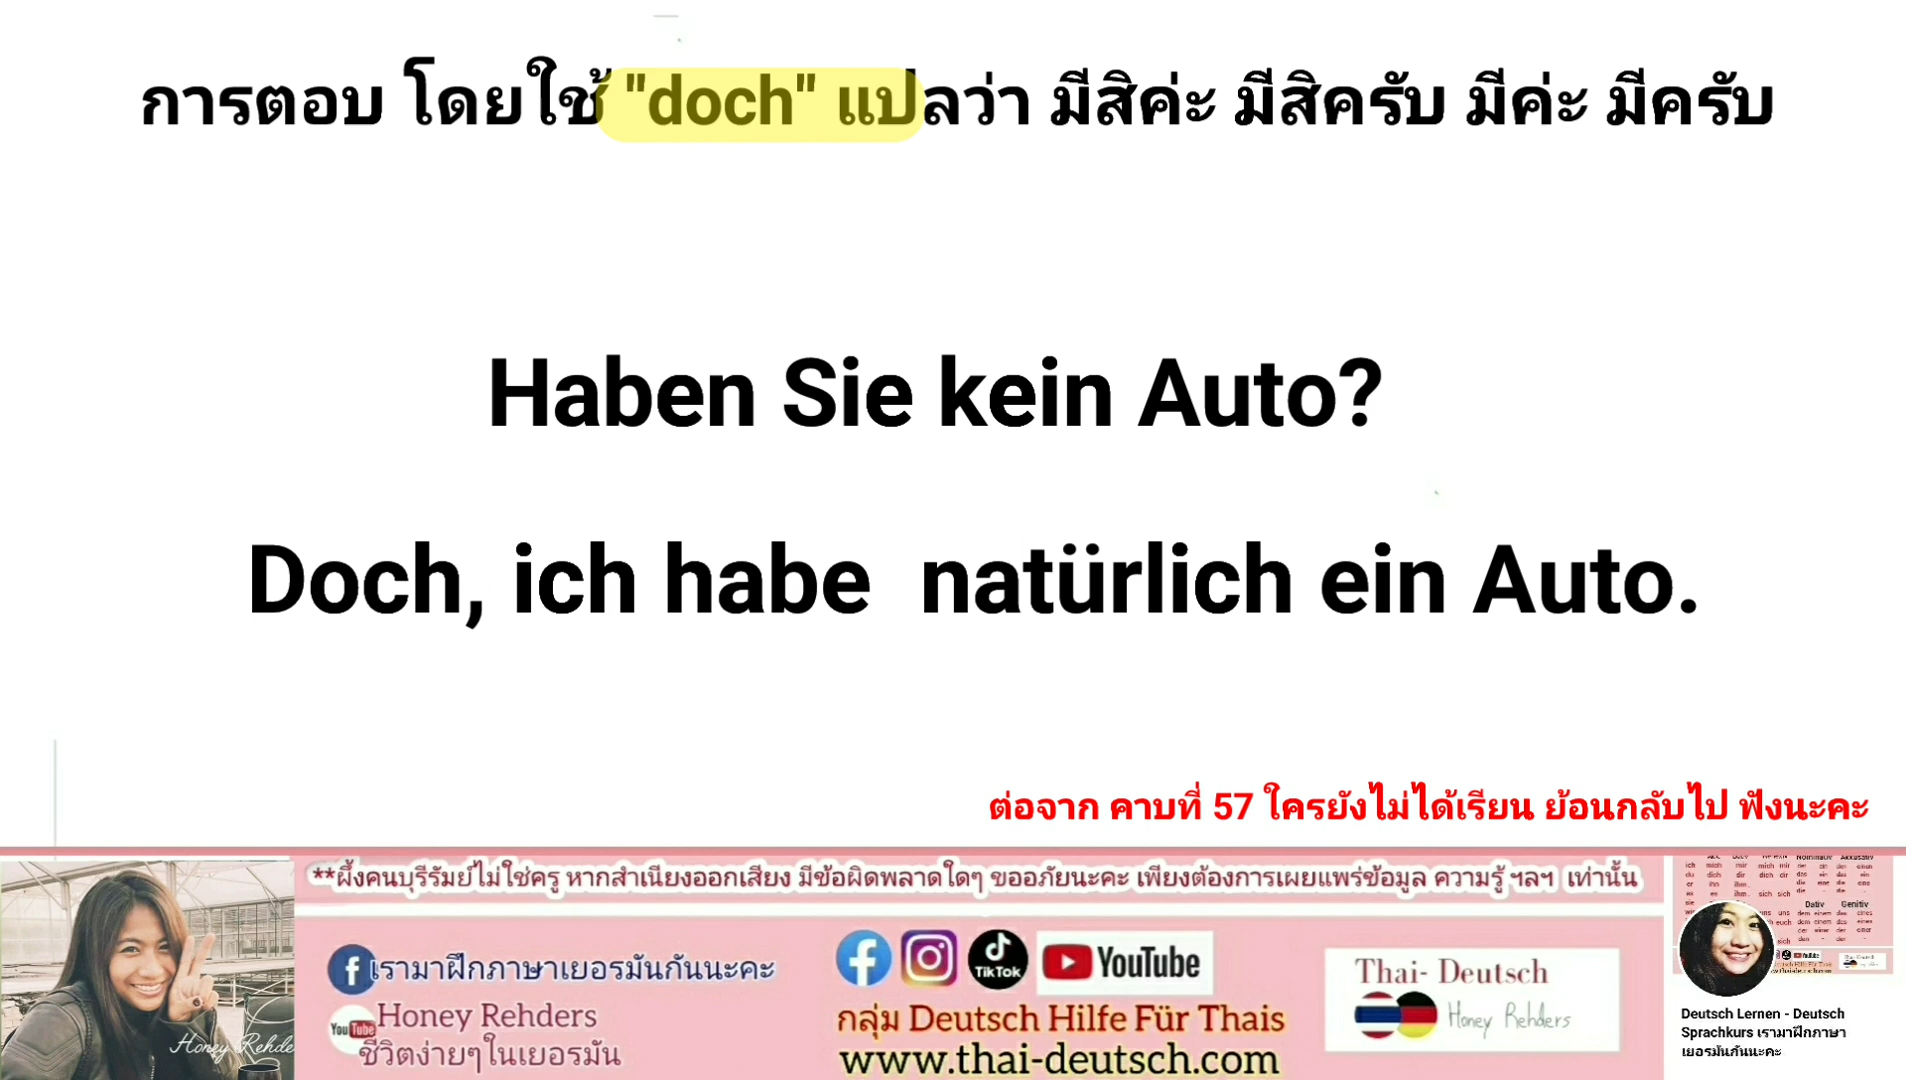 การตอบ โดยใช้ "doch" แปลว่า มีสิค่ะ มีสิครับ มีค่ะ มีครับ
Haben Sie kein Auto?
Doch, ich habe natürlich ein Auto.
ต่อจาก คาบที่ 57 ใครยังไม่ได้เรียน ย้อนกลับไป ฟังนะคะ
**ผึ้งคนบุรีรัมย์ไม่ใช่ครู หากสำเนียงออกเสียง มีข้อผิดพลาดใดๆ ขออภัยนะคะ เพียงต้องการเผยแพร่ข้อมูล ความรู้ ฯลฯ เท่านั้น
เรามาฝึกภาษาเยอรมันกันนะคะ
YouTube Honey Rehders
ชีวิตง่ายๆในเยอรมัน
TikTok
YouTube
กลุ่ม Deutsch Hilfe Für Thais
www.thai-deutsch.com
Thai- Deutsch
Honey Rehders
Honey Rehde
Dativ Genitiv
Deutsch Lernen - Deutsch
Sprachkurs เรามาฝึกภาษา
เยอรมันกันนะคะ